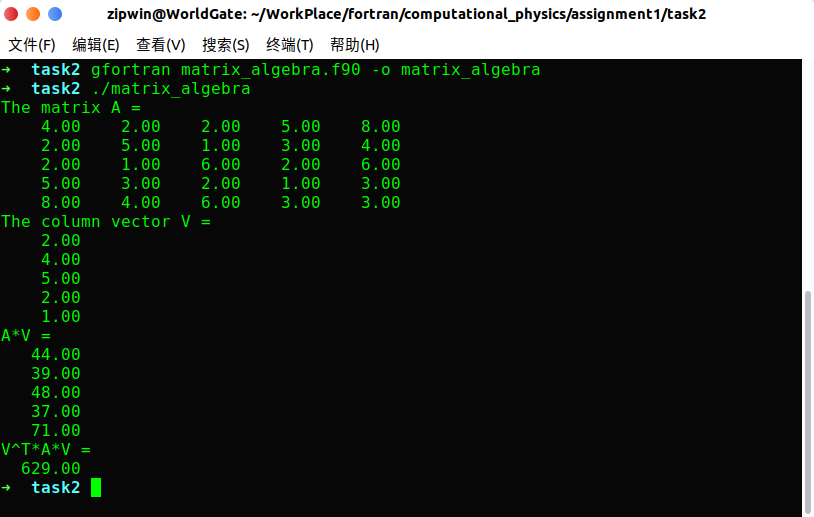 zipwin@WorldGate: ~/WorkPlace/fortran/computational_physics/assignment1/task2
文件(F) 编辑(E) 查看(V) 搜索(S) 终端(T) 帮助(H)
➜ task2 gfortran matrix_algebra.f90 -o matrix_algebra
➜ task2 ./matrix_algebra
The matrix A =
4.00 2.00 2.00 5.00 8.00
2.00 5.00 1.00 3.00 4.00
2.00 1.00 6.00 2.00 6.00
5.00 3.00 2.00 1.00 3.00
8.00 4.00 6.00 3.00 3.00
The column vector V =
2.00
4.00
5.00
2.00
1.00
A*V =
44.00
39.00
48.00
37.00
71.00
V^T*A*V =
629.00
➜ task2